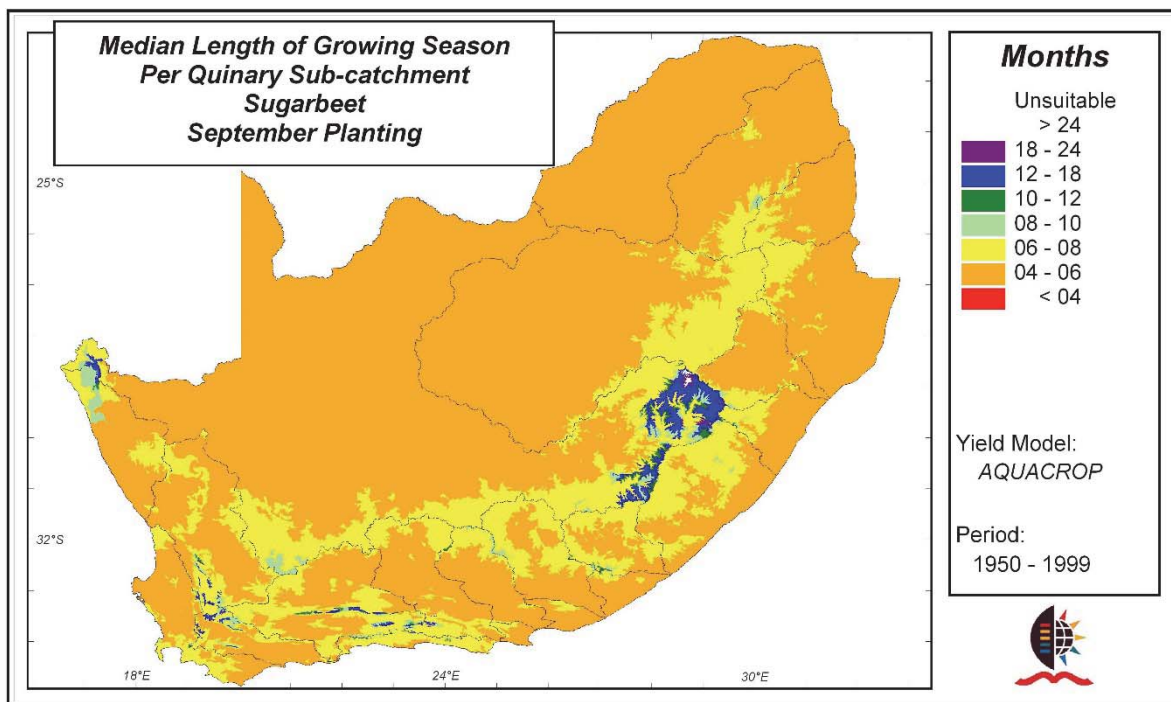 Median Length of Growing Season
Per Quinary Sub-catchment
Sugarbeet
September Planting
25°S
32°S
18°E
24°E
30°E
Months
Unsuitable
> 24
18 - 24
12 - 18
10 - 12
08 - 10
06 - 08
04 - 06
< 04
Yield Model:
AQUACROP
Period:
1950 - 1999